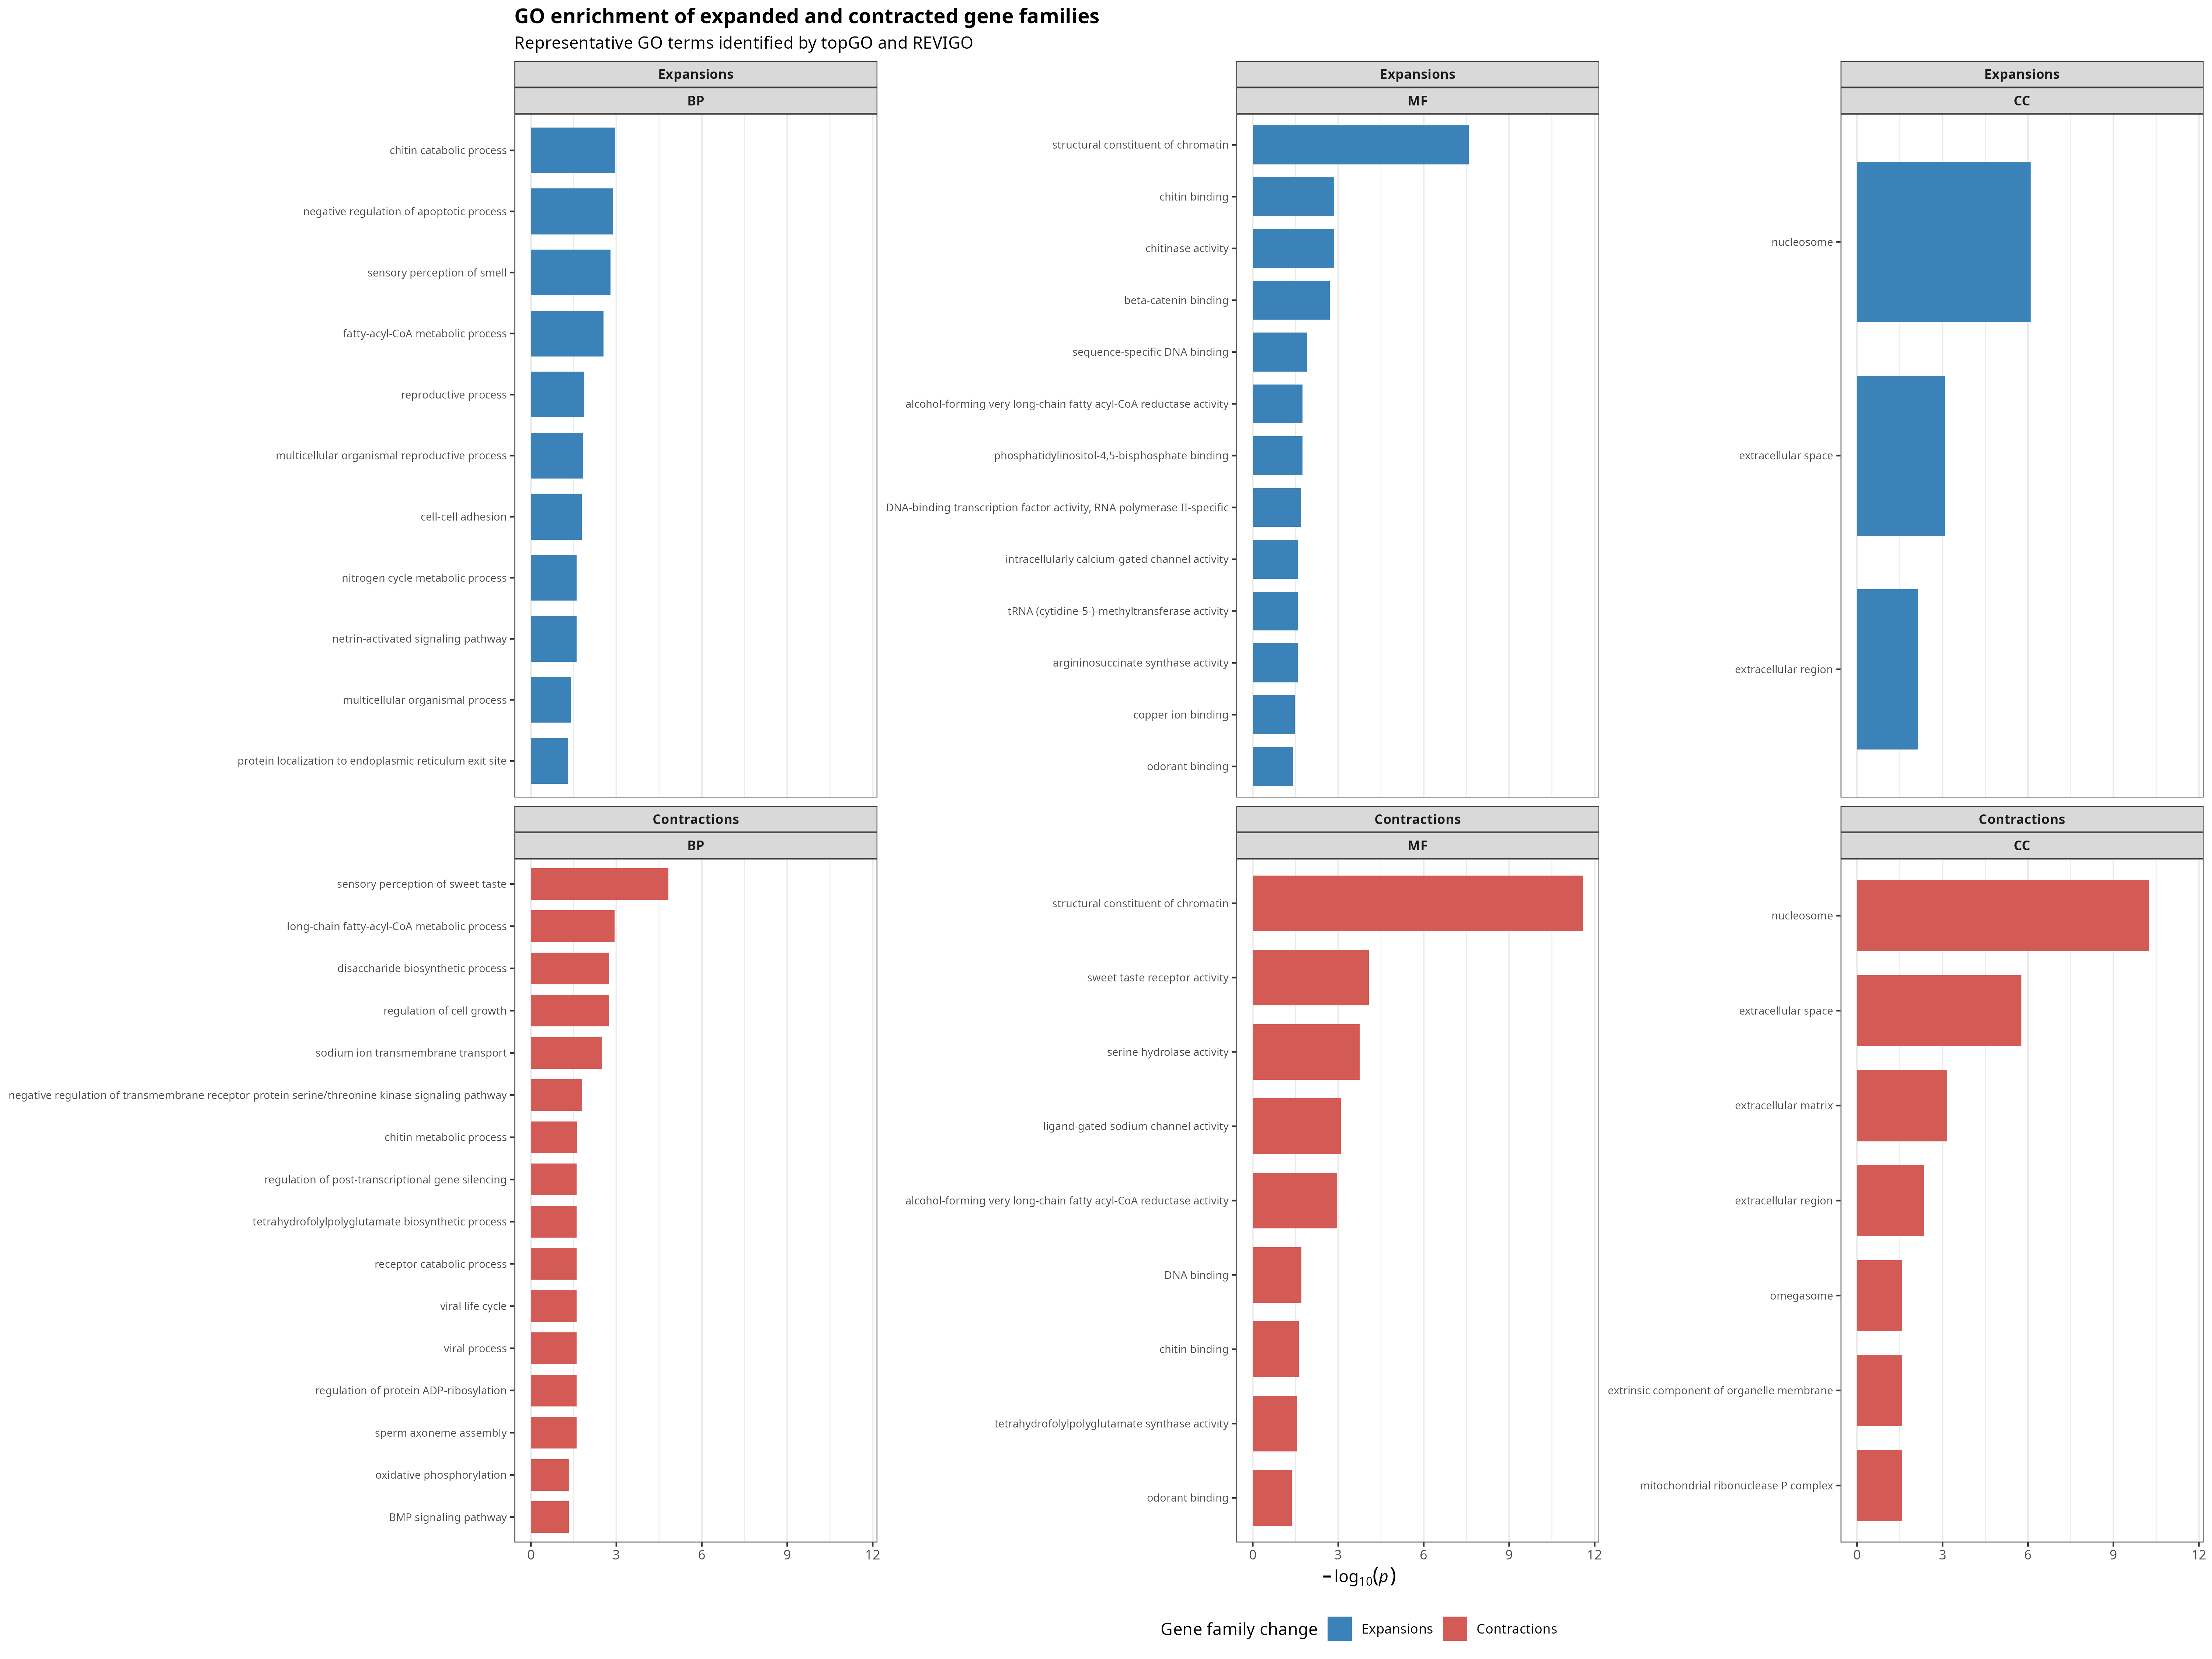 GO enrichment of expanded and contracted gene families
Representative GO terms identified by topGO and REVIGO
Expansions
BP
chitin catabolic process
negative regulation of apoptotic process
sensory perception of smell
fatty-acyl-CoA metabolic process
reproductive process
multicellular organismal reproductive process
cell-cell adhesion
nitrogen cycle metabolic process
netrin-activated signaling pathway
multicellular organismal process
protein localization to endoplasmic reticulum exit site
Expansions
MF
structural constituent of chromatin
chitin binding
chitinase activity
beta-catenin binding
sequence-specific DNA binding
alcohol-forming very long-chain fatty acyl-CoA reductase activity
phosphatidylinositol-4,5-bisphosphate binding
DNA-binding transcription factor activity, RNA polymerase II-specific
intracellularly calcium-gated channel activity
tRNA (cytidine-5-)-methyltransferase activity
argininosuccinate synthase activity
copper ion binding
odorant binding
Expansions
CC
nucleosome
extracellular space
extracellular region
Contractions
BP
sensory perception of sweet taste
long-chain fatty-acyl-CoA metabolic process
disaccharide biosynthetic process
regulation of cell growth
sodium ion transmembrane transport
negative regulation of transmembrane receptor protein serine/threonine kinase signaling pathway
chitin metabolic process
regulation of post-transcriptional gene silencing
tetrahydrofolylpolyglutamate biosynthetic process
receptor catabolic process
viral life cycle
viral process
regulation of protein ADP-ribosylation
sperm axoneme assembly
oxidative phosphorylation
BMP signaling pathway
0 3 6 9 12
Contractions
MF
structural constituent of chromatin
sweet taste receptor activity
serine hydrolase activity
ligand-gated sodium channel activity
alcohol-forming very long-chain fatty acyl-CoA reductase activity
DNA binding
chitin binding
tetrahydrofolylpolyglutamate synthase activity
odorant binding
0 3 6 9 12
Contractions
CC
nucleosome
extracellular space
extracellular matrix
extracellular region
omegasome
extrinsic component of organelle membrane
mitochondrial ribonuclease P complex
0 3 6 9 12
−log₁₀(p)
Gene family change Expansions Contractions